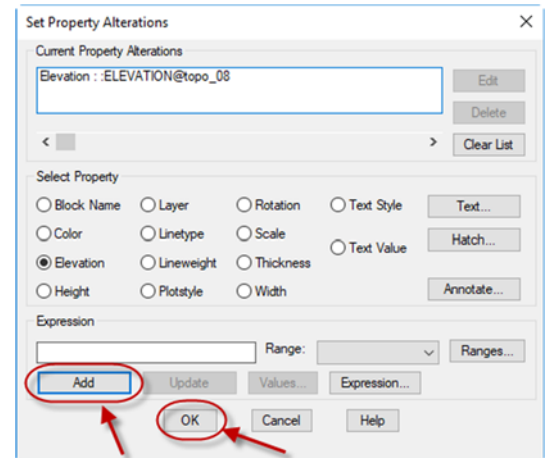 Set Property Alterations
Current Property Alterations
Elevation : :ELEVATION@topo_08
Edit
Delete
Clear List
Select Property
Block Name Layer Rotation Text Style Text...
Color Linetype Scale Text Value Hatch...
Elevation Lineweight Thickness
Height Plotstyle Width Annotate...
Expression
Range: Ranges...
Add Update Values... Expression...
OK Cancel Help